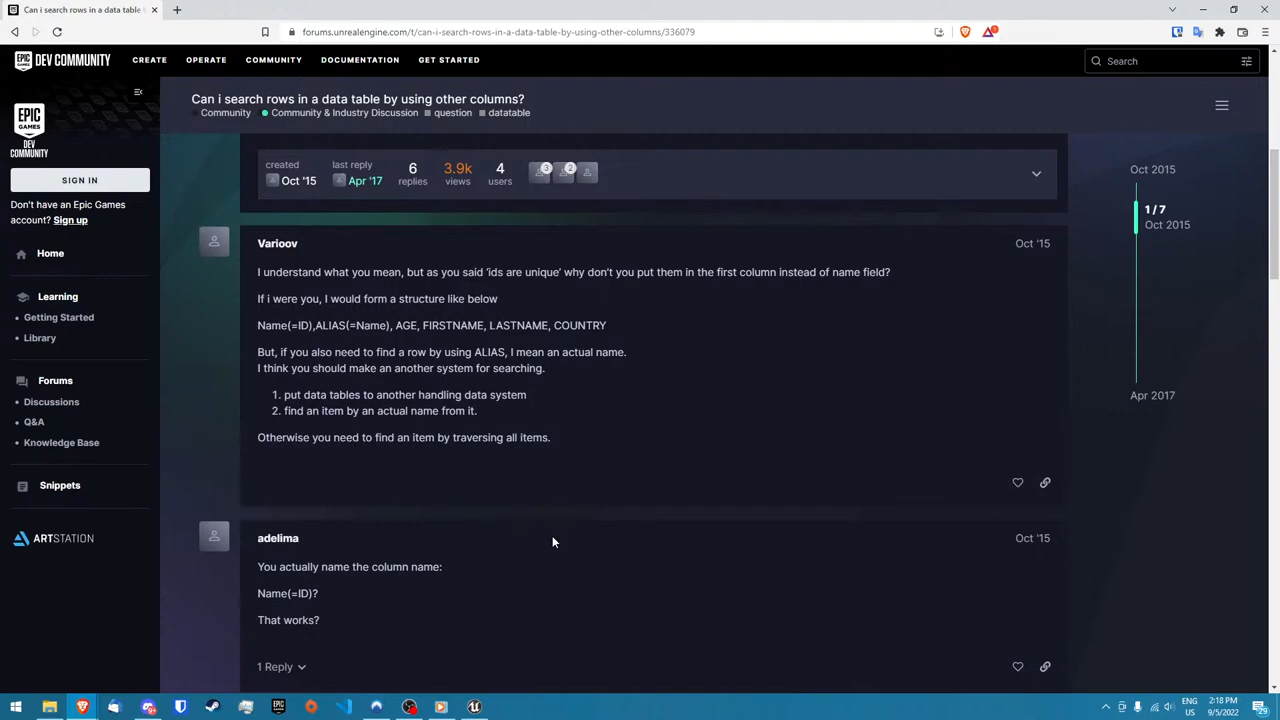 Can i search rows in a data table b
forums.unrealengine.com/t/can-i-search-rows-in-a-data-table-by-using-other-columns/336079
EPIC GAMES DEV COMMUNITY
CREATE
OPERATE
COMMUNITY
DOCUMENTATION
GET STARTED
Search
EPIC GAMES
DEV COMMUNITY
SIGN IN
Don't have an Epic Games
account? Sign up
Home
Learning
Getting Started
Library
Forums
Discussions
Q&A
Knowledge Base
Snippets
ARTSTATION
Can i search rows in a data table by using other columns?
Community
Community & Industry Discussion
question
datatable
created
Oct '15
last reply
Apr '17
6
replies
3.9k
views
4
users
3
2
Varioov
Oct '15
I understand what you mean, but as you said 'ids are unique' why don't you put them in the first column instead of name field?
If i were you, I would form a structure like below
Name(=ID),ALIAS(=Name), AGE, FIRSTNAME, LASTNAME, COUNTRY
But, if you also need to find a row by using ALIAS, I mean an actual name.
I think you should make an another system for searching.
1. put data tables to another handling data system
2. find an item by an actual name from it.
Otherwise you need to find an item by traversing all items.
adelima
Oct '15
You actually name the column name:
Name(=ID)?
That works?
1 Reply
Oct 2015
1 / 7
Oct 2015
Apr 2017
ENG
US
2:18 PM
9/5/2022
29